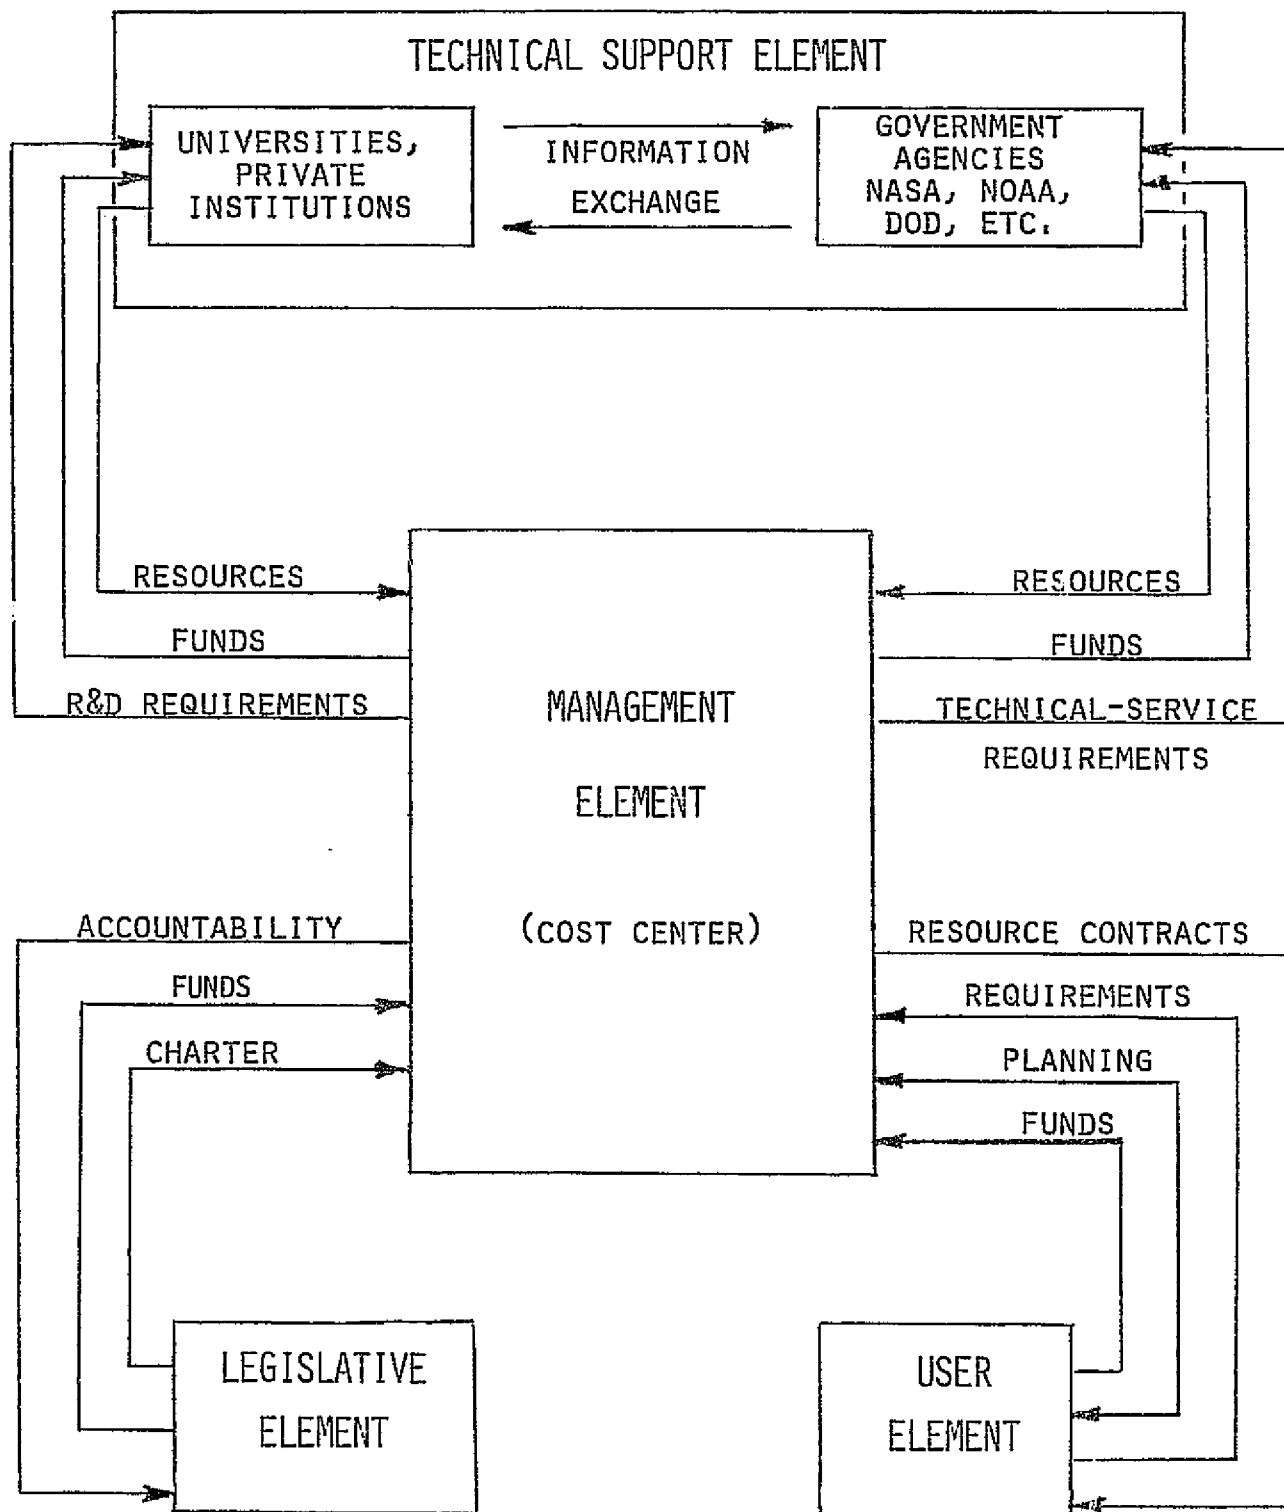 TECHNICAL SUPPORT ELEMENT
UNIVERSITIES,
PRIVATE
INSTITUTIONS
INFORMATION
EXCHANGE
GOVERNMENT
AGENCIES
NASA, NOAA,
DOD, ETC.
RESOURCES
FUNDS
R&D REQUIREMENTS
RESOURCES
FUNDS
TECHNICAL-SERVICE
REQUIREMENTS
MANAGEMENT
ELEMENT
(COST CENTER)
ACCOUNTABILITY
FUNDS
CHARTER
RESOURCE CONTRACTS
REQUIREMENTS
PLANNING
FUNDS
LEGISLATIVE
ELEMENT
USER
ELEMENT